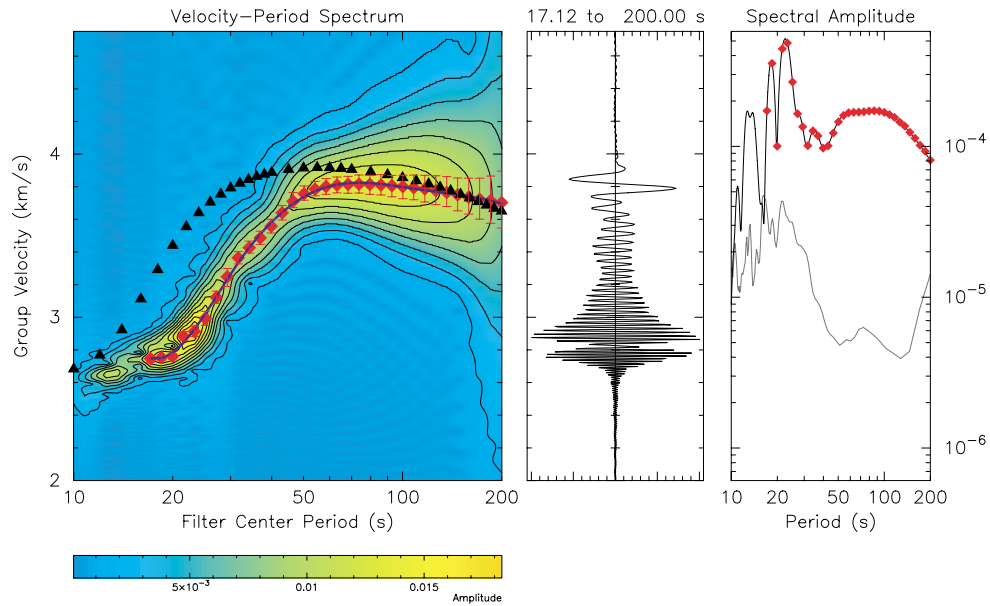 Velocity−Period Spectrum
17.12 to 200.00 s
Spectral Amplitude
Group Velocity (km/s)
4
3
2
10 20 50 100 200
Filter Center Period (s)
10⁻⁴
10⁻⁵
10⁻⁶
10 20 50 100 200
Period (s)
5×10⁻³ 0.01 0.015
Amplitude